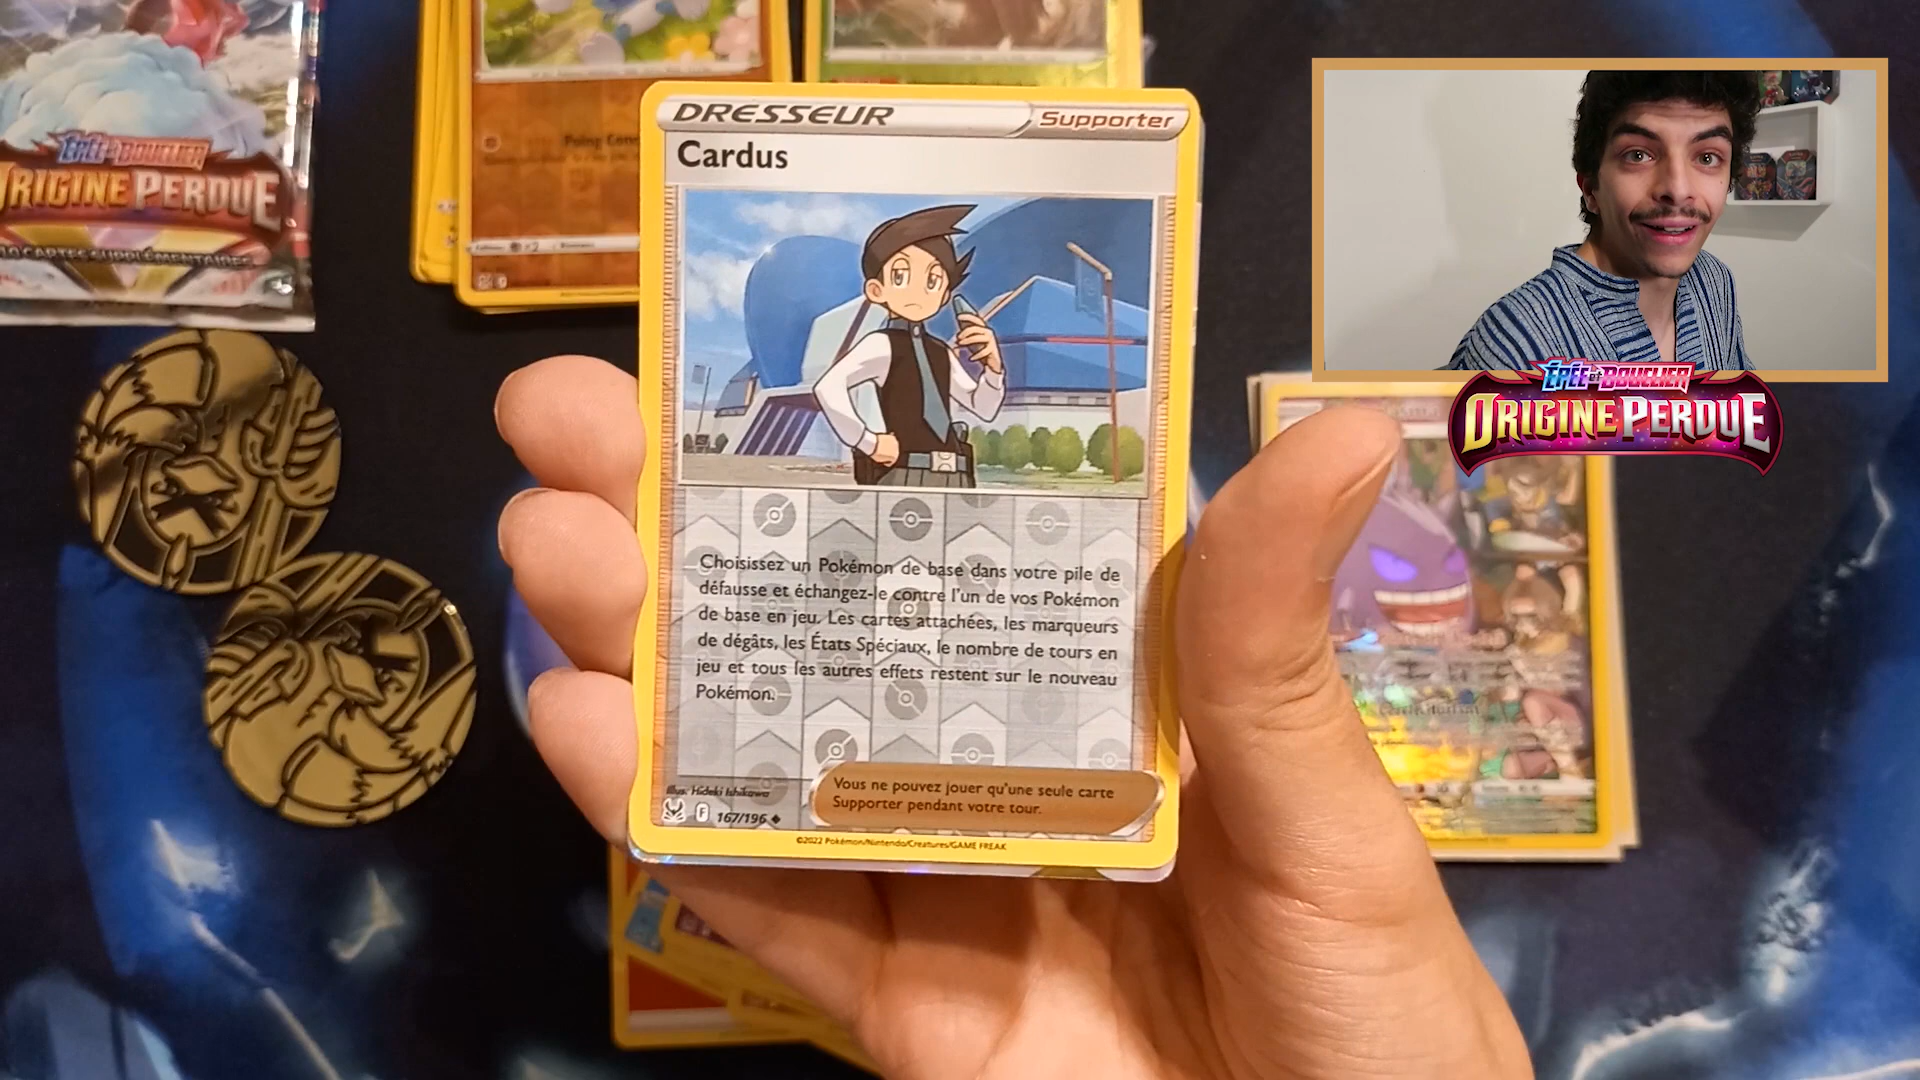 ÉPÉE et BOUCLIER
ORIGINE PERDUE
10 CARTES SUPPLÉMENTAIRES
Poing
DRESSEUR
Supporter
Cardus
Choisissez un Pokémon de base dans votre pile de
défausse et échangez-le contre l'un de vos Pokémon
de base en jeu. Les cartes attachées, les marqueurs
de dégâts, les États Spéciaux, le nombre de tours en
jeu et tous les autres effets restent sur le nouveau
Pokémon.
Illus. Hideki Ishikawa
F 167/196
Vous ne pouvez jouer qu'une seule carte
Supporter pendant votre tour.
©2022 Pokémon/Nintendo/Creatures/GAME FREAK
ÉPÉE et BOUCLIER
ORIGINE PERDUE